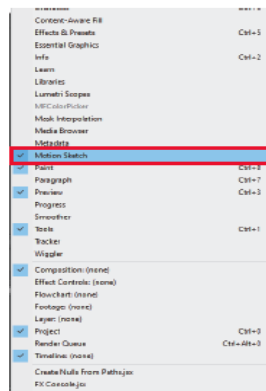 Content-Aware Fill
Effects & Presets Ctrl+5
Essential Graphics
Info Ctrl+2
Learn
Libraries
Lumetri Scopes
MFColorPicker
Mask Interpolation
Media Browser
Metadata
Motion Sketch
Paint Ctrl+8
Paragraph Ctrl+7
Preview Ctrl+3
Progress
Smoother
Tools Ctrl+1
Tracker
Wiggler
Composition: (none)
Effect Controls: (none)
Flowchart: (none)
Footage: (none)
Layer: (none)
Project Ctrl+0
Render Queue Ctrl+Alt+0
Timeline: (none)
Create Nulls From Paths.jsx
FX Console.jsx